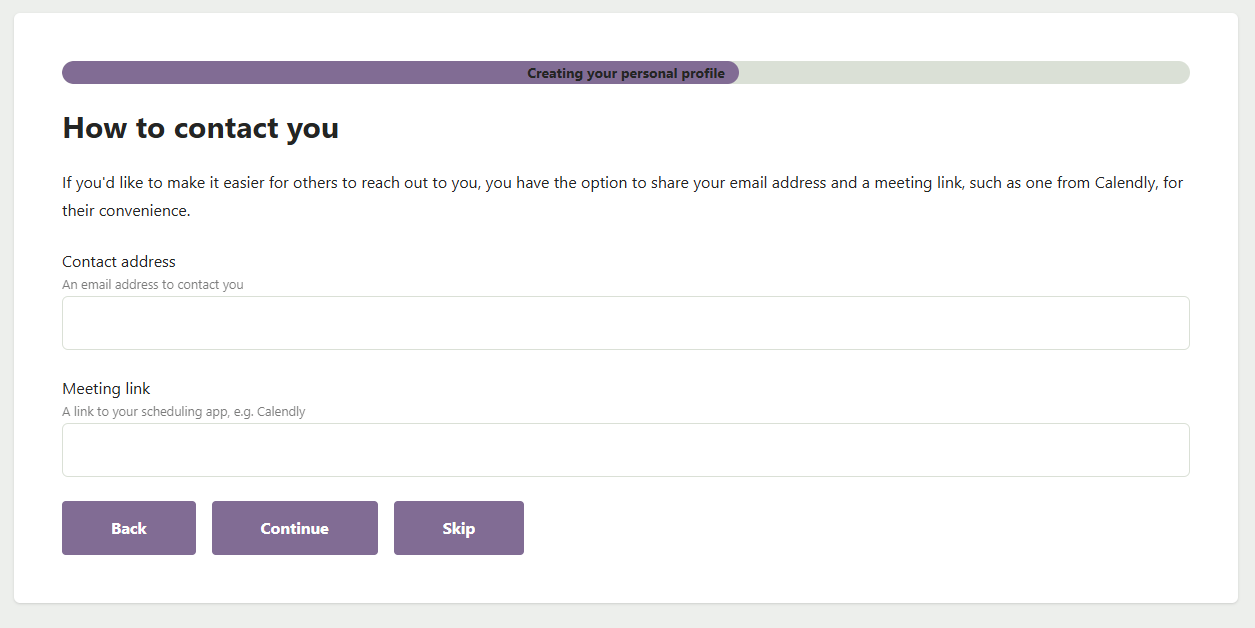 Creating your personal profile
How to contact you
If you'd like to make it easier for others to reach out to you, you have the option to share your email address and a meeting link, such as one from Calendly, for
their convenience.
Contact address
An email address to contact you
Meeting link
A link to your scheduling app, e.g. Calendly
Back Continue Skip